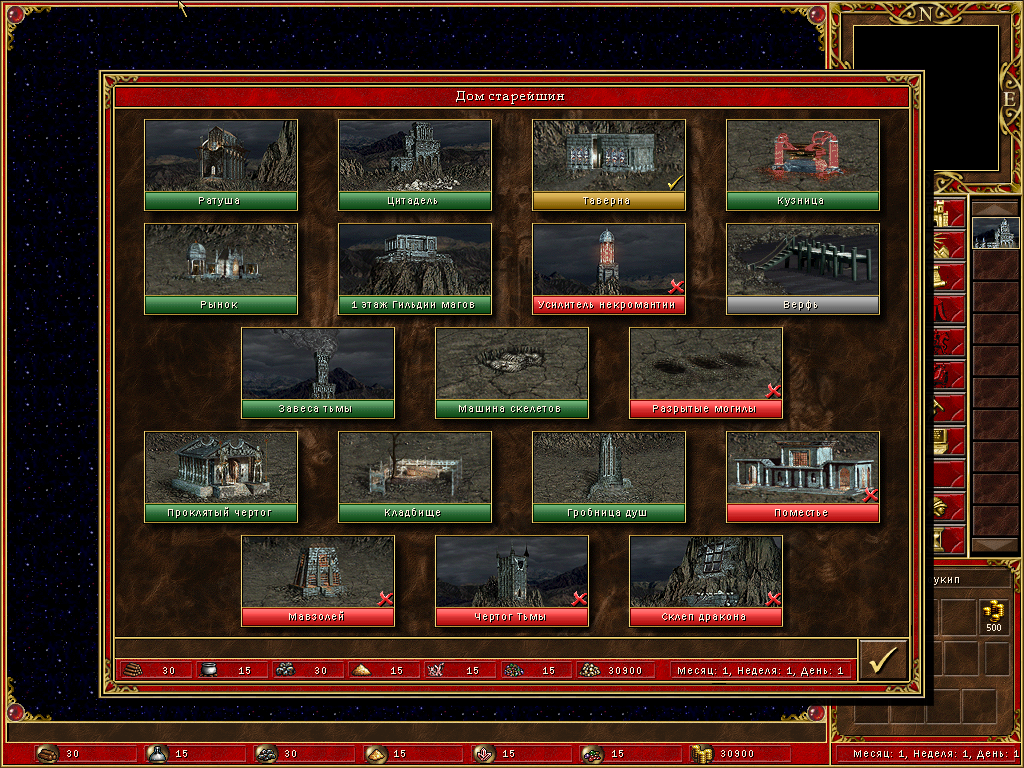 N
E
Дом старейшин
Ратуша
Цитадель
Таверна
Кузница
Рынок
1 этаж Гильдии магов
Усилитель некромантии
Верфь
Завеса тьмы
Машина скелетов
Разрытые могилы
Проклятый чертог
Кладбище
Гробница душ
Поместье
Мавзолей
Чертог Тьмы
Склеп дракона
укип
500
30 15 30 15 15 15 30900 Месяц: 1, Неделя: 1, День: 1
30 15 30 15 15 15 30900 Месяц: 1, Неделя: 1, День: 1